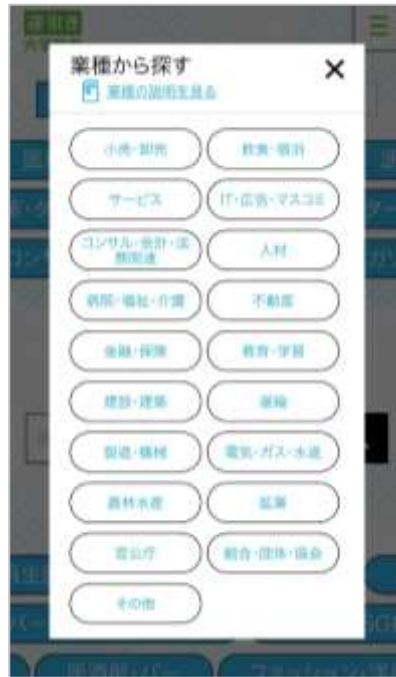 業種から探す
業種の説明を見る
小売・卸売
飲食・宿泊
サービス
IT・広告・マスコミ
コンサル・会計・法
務関連
人材
病院・福祉・介護
不動産
金融・保険
教育・学習
建設・建築
運輸
製造・機械
電気・ガス・水道
農林水産
鉱業
官公庁
組合・団体・協会
その他